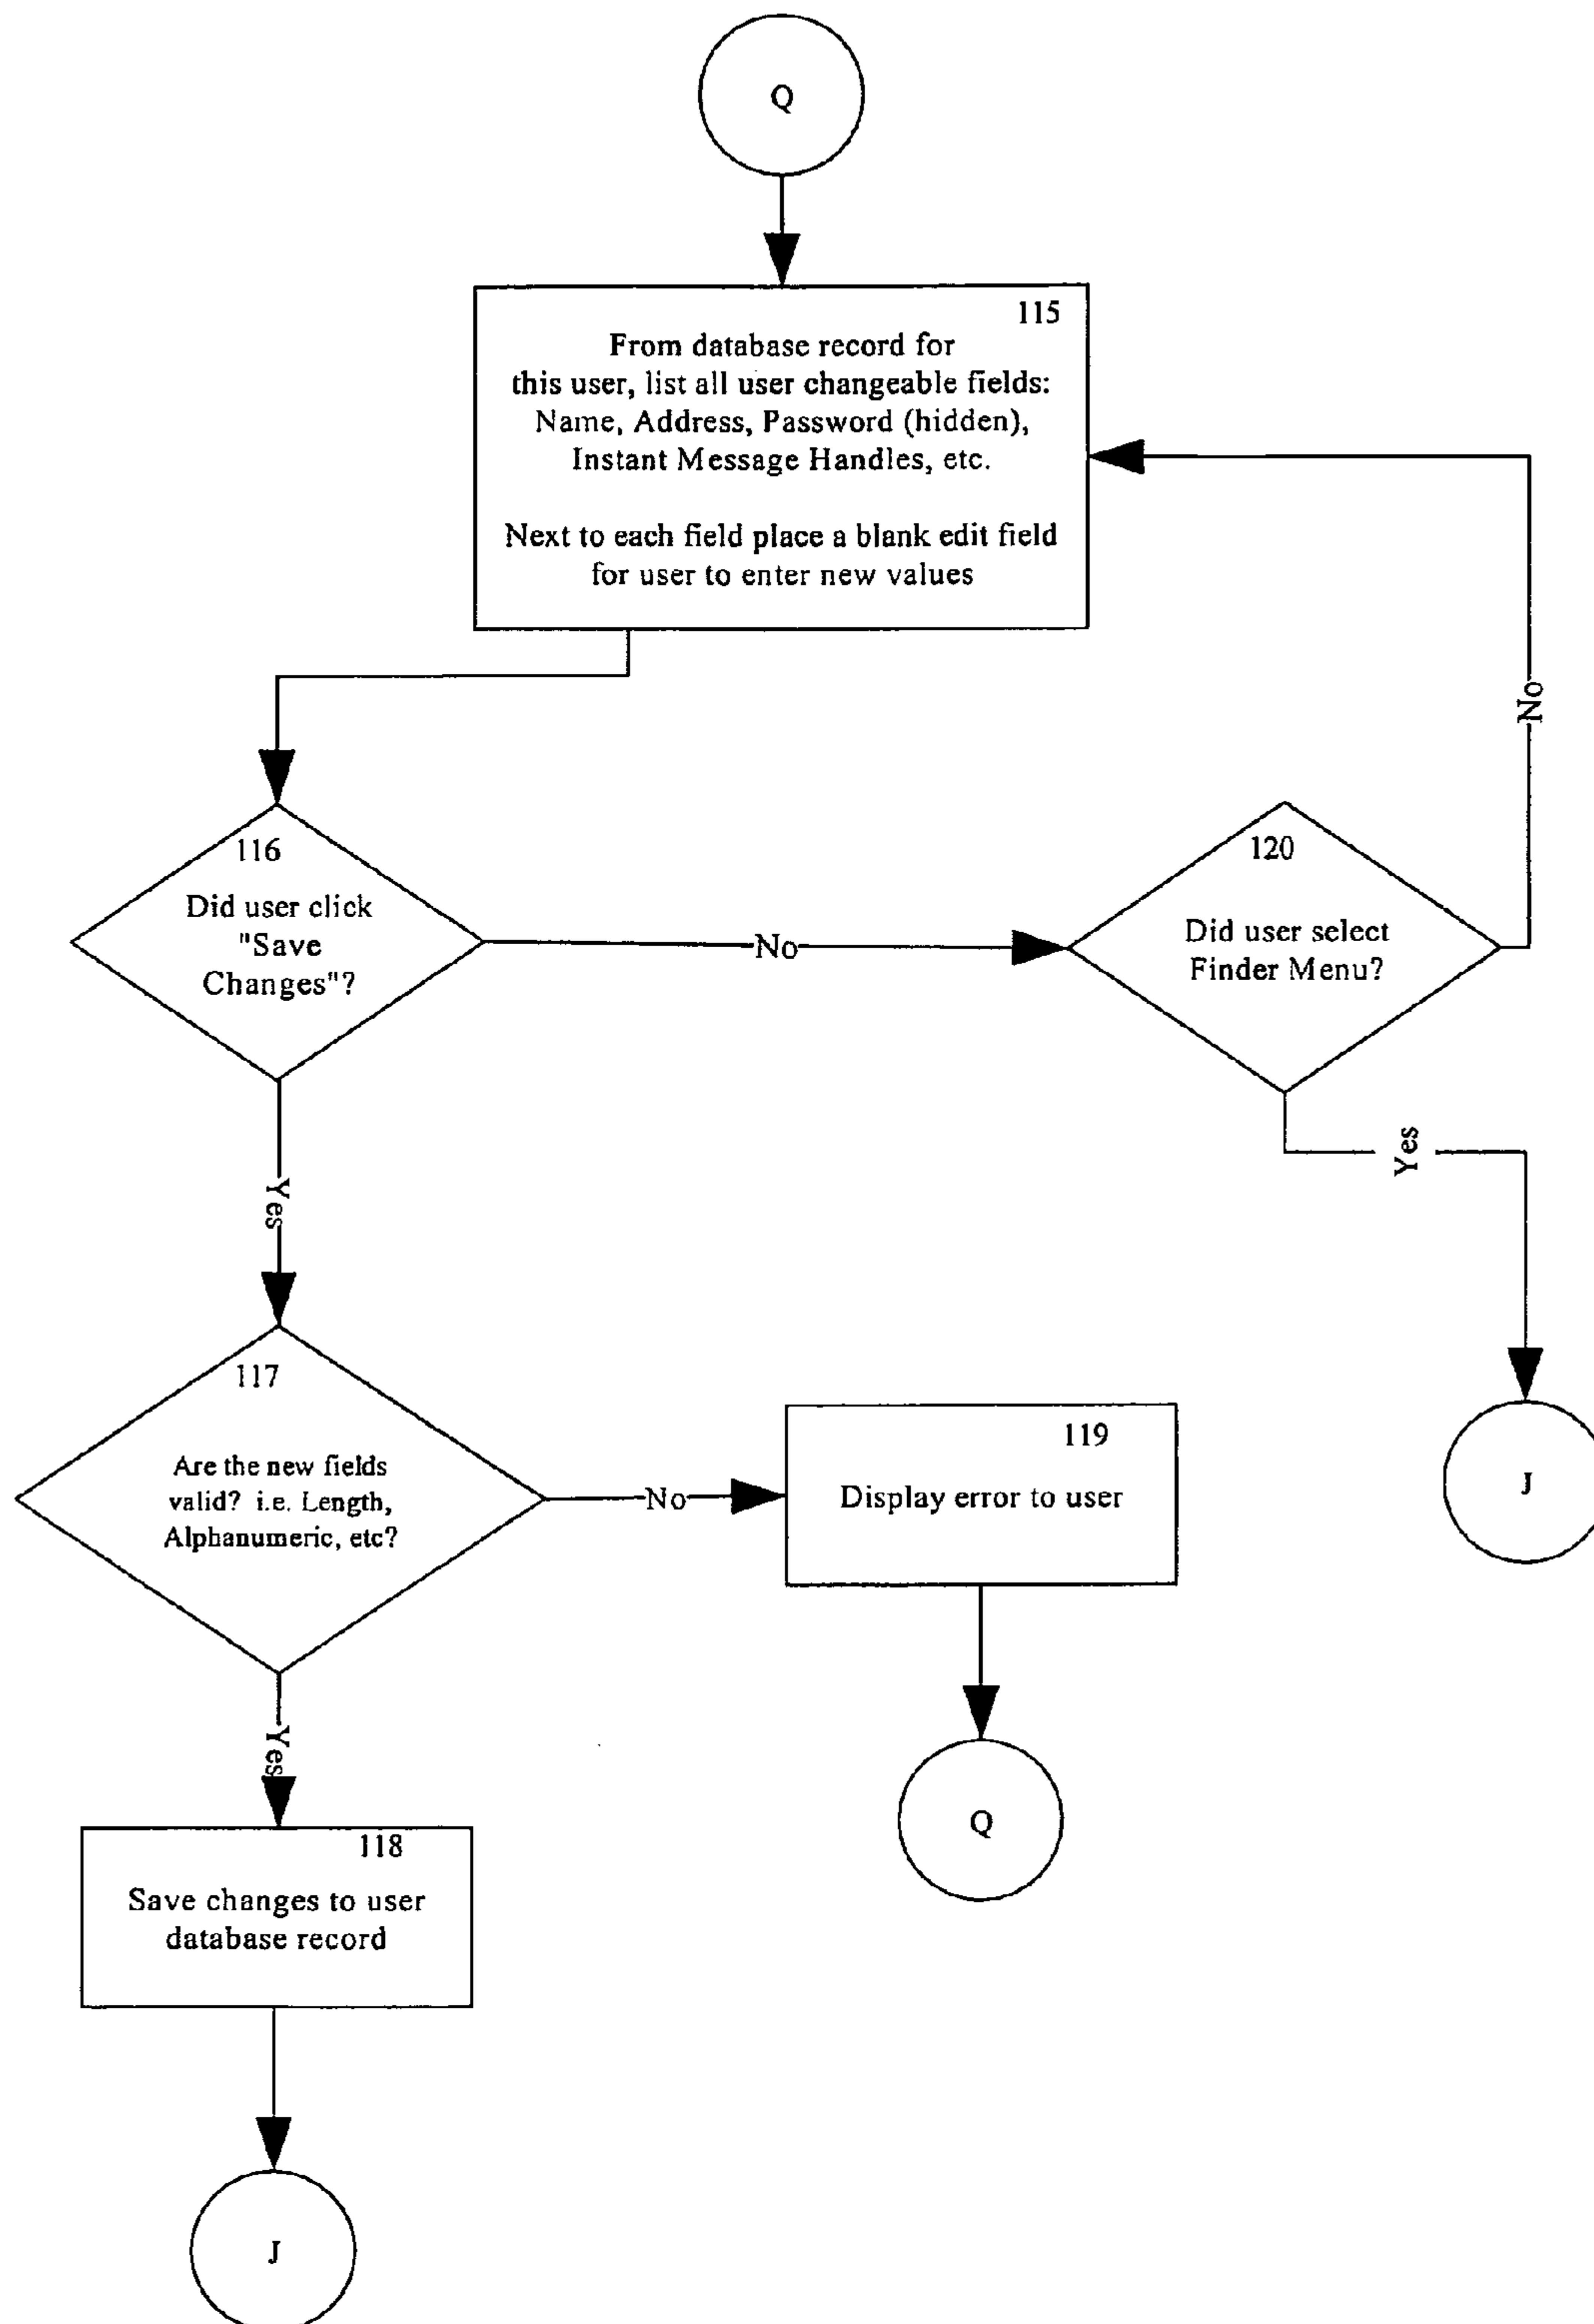 Q
115
From database record for
this user, list all user changeable fields:
Name, Address, Password (hidden),
Instant Message Handles, etc.
Next to each field place a blank edit field
for user to enter new values
No
116
Did user click
"Save
Changes"?
No
120
Did user select
Finder Menu?
Yes
Yes
117
Are the new fields
valid? i.e. Length,
Alphanumeric, etc?
No
119
Display error to user
J
Yes
Q
118
Save changes to user
database record
J